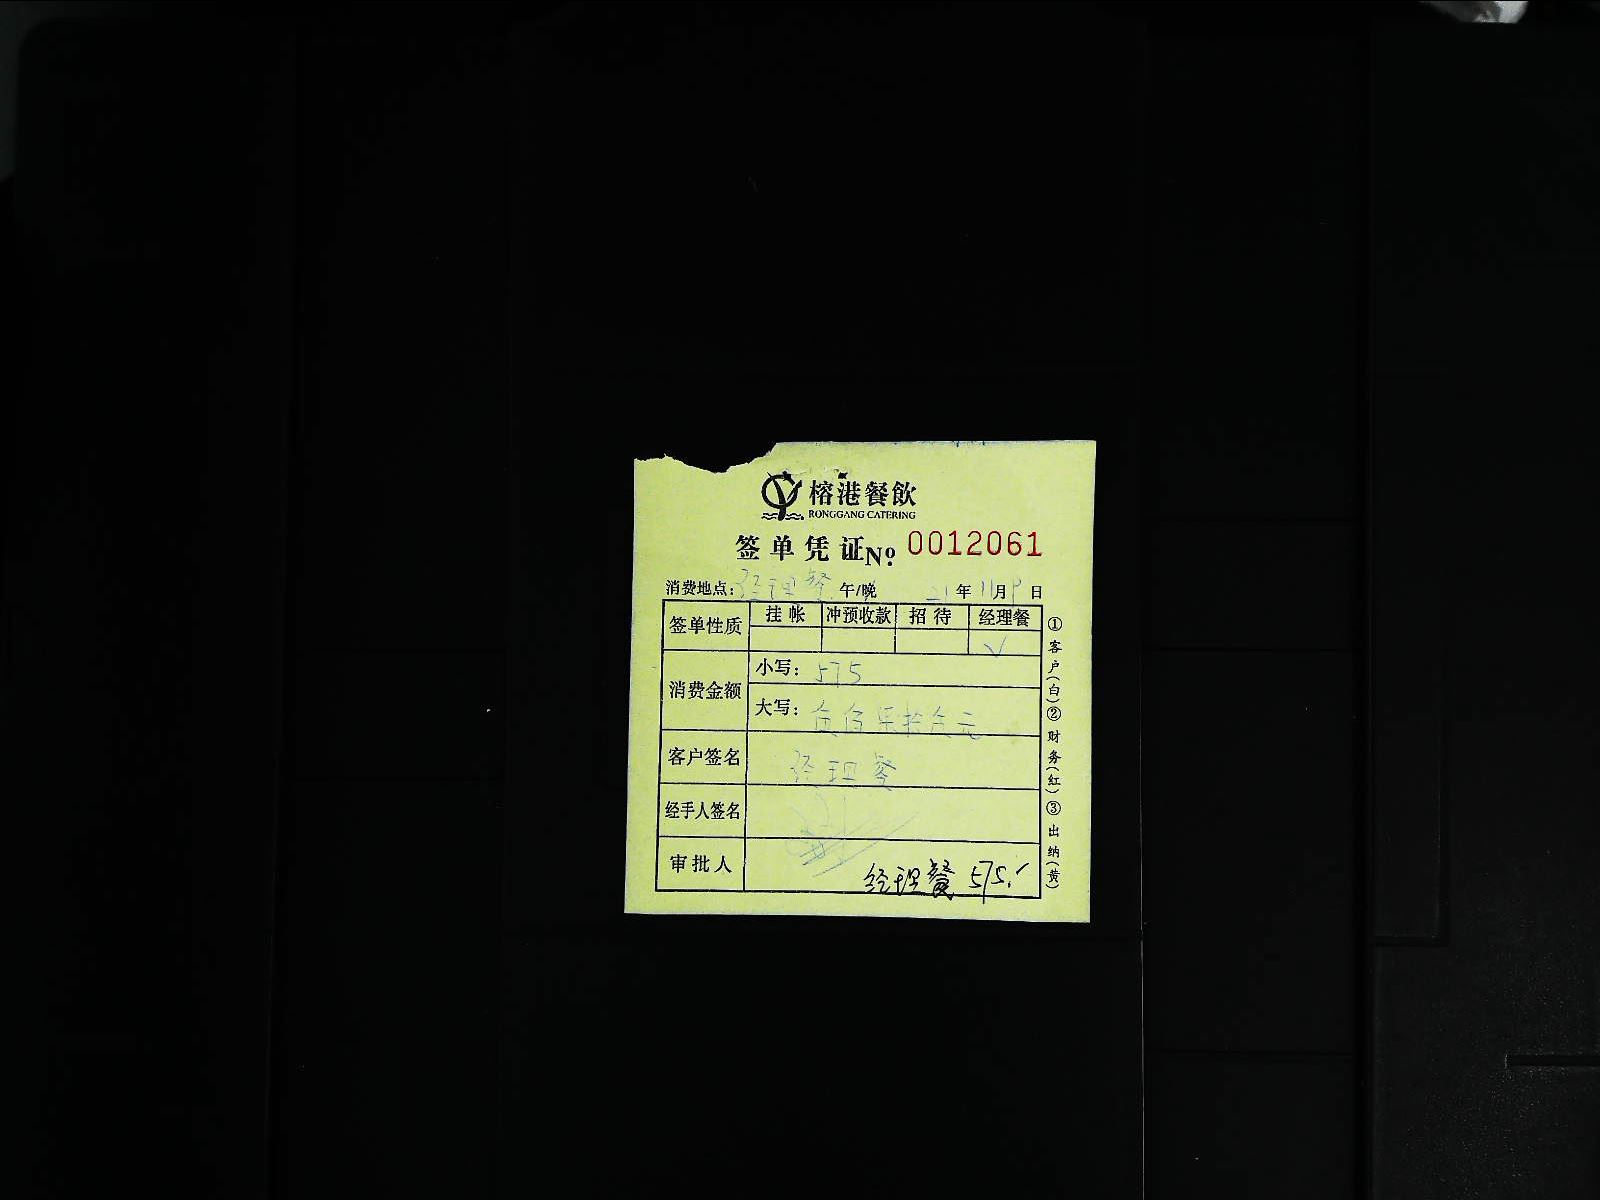 榕港餐飲
RONGGANG CATERING
签单凭证 №: 0012061
消费地点: 经理餐 午/晚 21年11月9日
签单性质 挂帐 冲预收款 招待 经理餐
√
消费金额 小写: 575
大写: 伍佰柒拾伍元
客户签名 经理餐
经手人签名
审批人
经理餐 575.-
①客户(白)②财务(红)③出纳(黄)